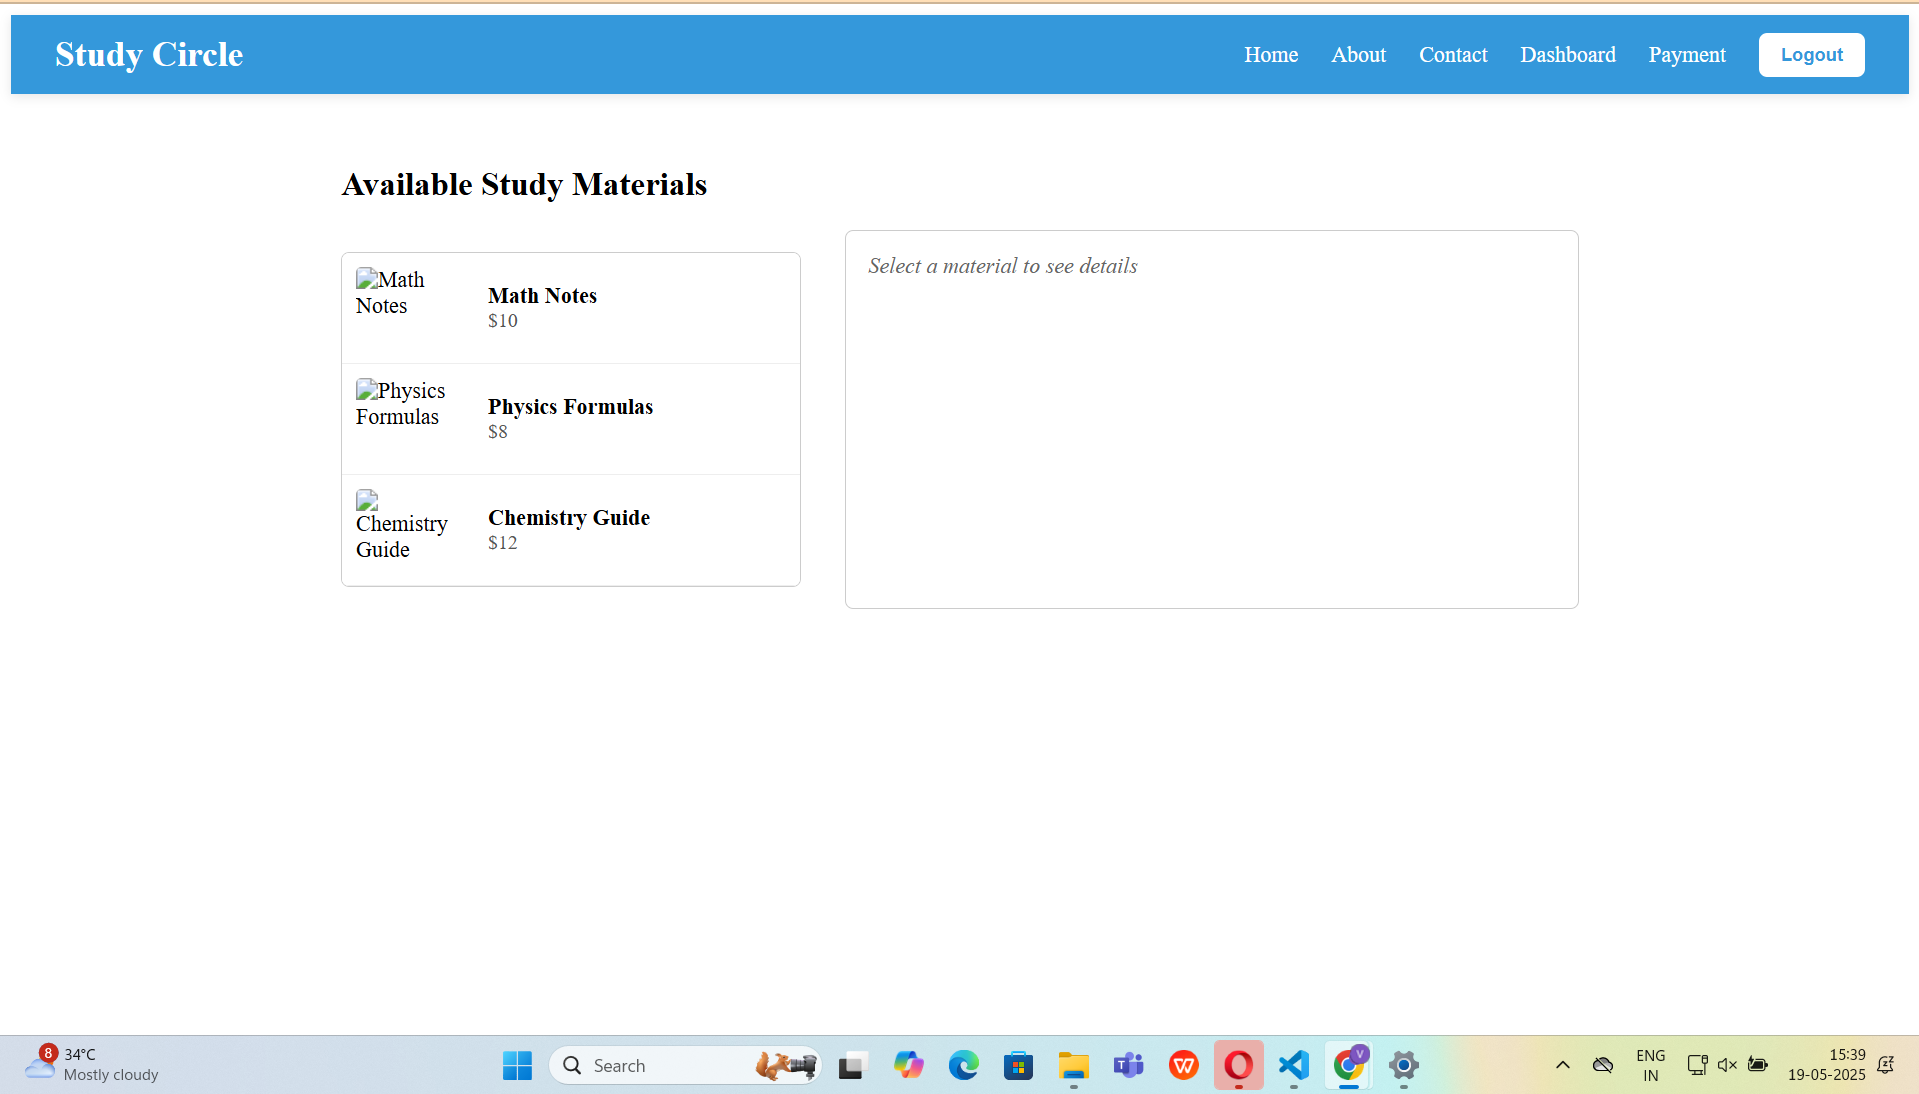 Study Circle
Home
About
Contact
Dashboard
Payment
Logout
Available Study Materials
Math
Notes
Math Notes
$10
Physics
Formulas
Physics Formulas
$8
Chemistry
Guide
Chemistry Guide
$12
Select a material to see details
8
34°C
Mostly cloudy
Search
T
W
V
ENG
IN
15:39
19-05-2025